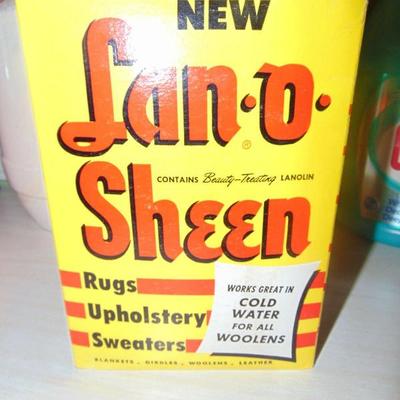 NEW
Lan·O·
®
CONTAINS Beauty-Treating LANOLIN
Sheen
Rugs
Upholstery
Sweaters
WORKS GREAT IN
COLD
WATER
FOR ALL
WOOLENS
BLANKETS . GIRDLES . WOOLENS . LEATHER